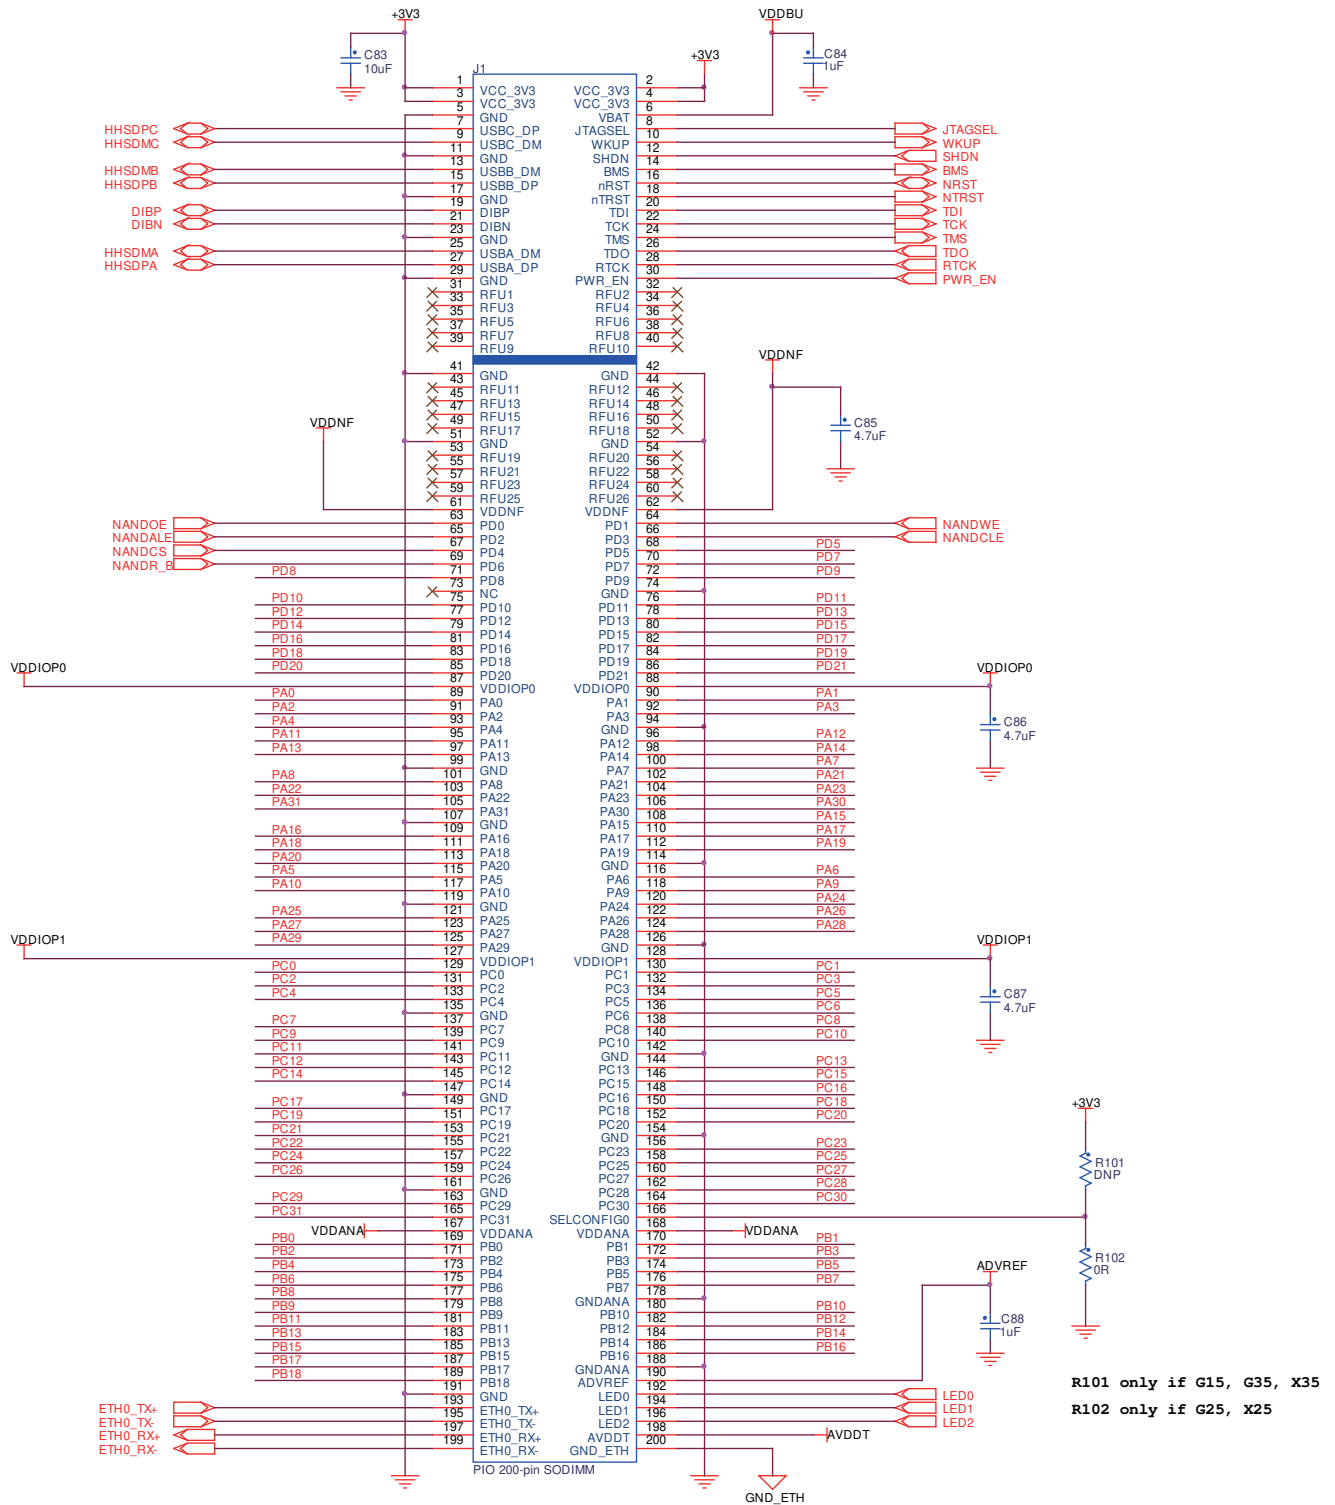 +3V3
VDDBU
C83
10uF
+3V3
C84
1uF
J1
1 VCC_3V3 VCC_3V3 2
3 VCC_3V3 VCC_3V3 4
5 GND VBAT 6
HHSDPC 7 USBC_DP JTAGSEL 8 JTAGSEL
HHSDMC 9 USBC_DM WKUP 10 WKUP
11 GND SHDN 12 SHDN
HHSDMB 13 USBB_DM BMS 14 BMS
HHSDPB 15 USBB_DP nRST 16 NRST
17 GND nTRST 18 NTRST
DIBP 19 DIBP TDI 20 TDI
DIBN 21 DIBN TCK 22 TCK
23 GND TMS 24 TMS
HHSDMA 25 USBA_DM TDO 26 TDO
HHSDPA 27 USBA_DP RTCK 28 RTCK
29 GND PWR_EN 30 PWR_EN
31 RFU1 RFU2 32
33 RFU3 RFU4 34
35 RFU5 RFU6 36
37 RFU7 RFU8 38
39 RFU9 RFU10 40
VDDNF
41 GND GND 42
43 RFU11 RFU12 44
45 RFU13 RFU14 46
47 RFU15 RFU16 48
49 RFU17 RFU18 50
VDDNF
C85
4.7uF
51 GND GND 52
53 RFU19 RFU20 54
55 RFU21 RFU22 56
57 RFU23 RFU24 58
59 RFU25 RFU26 60
61 VDDNF VDDNF 62
NANDOE 63 PD0 PD1 64 NANDWE
NANDALE 65 PD2 PD3 66 NANDCLE
NANDCS 67 PD4 PD5 68 PD5
NANDR_B 69 PD6 PD7 70 PD7
PD8 71 PD8 PD9 72 PD9
73 NC GND 74
PD10 75 PD10 PD11 76 PD11
PD12 77 PD12 PD13 78 PD13
PD14 79 PD14 PD15 80 PD15
PD16 81 PD16 PD17 82 PD17
PD18 83 PD18 PD19 84 PD19
PD20 85 PD20 PD21 86 PD21
VDDIOP0 87 VDDIOP0 VDDIOP0 88 VDDIOP0
PA0 89 PA0 PA1 90 PA1
PA2 91 PA2 PA3 92 PA3
C86
4.7uF
PA4 93 PA4 GND 94
PA11 95 PA11 PA12 96 PA12
PA13 97 PA13 PA14 98 PA14
99 GND PA7 100 PA7
PA8 101 PA8 PA21 102 PA21
PA22 103 PA22 PA23 104 PA23
PA31 105 PA31 PA30 106 PA30
107 GND PA15 108 PA15
PA16 109 PA16 PA17 110 PA17
PA18 111 PA18 PA19 112 PA19
PA20 113 PA20 GND 114
PA5 115 PA5 PA6 116 PA6
PA10 117 PA10 PA9 118 PA9
119 GND PA24 120 PA24
PA25 121 PA25 PA26 122 PA26
PA27 123 PA27 PA28 124 PA28
PA29 125 PA29 GND 126
VDDIOP1 127 VDDIOP1 VDDIOP1 128 VDDIOP1
PC0 129 PC0 PC1 130 PC1
PC2 131 PC2 PC3 132 PC3
PC4 133 PC4 PC5 134 PC5
C87
4.7uF
135 GND PC6 136 PC6
PC7 137 PC7 PC8 138 PC8
PC9 139 PC9 PC10 140 PC10
PC11 141 PC11 GND 142
PC12 143 PC12 PC13 144 PC13
PC14 145 PC14 PC15 146 PC15
147 GND PC16 148 PC16
PC17 149 PC17 PC18 150 PC18
PC19 151 PC19 PC20 152 PC20
PC21 153 PC21 GND 154
PC22 155 PC22 PC23 156 PC23
PC24 157 PC24 PC25 158 PC25
PC26 159 PC26 PC27 160 PC27
161 GND PC28 162 PC28
PC29 163 PC29 PC30 164 PC30
PC31 165 PC31 SELCONFIG0 166
+3V3
R101
DNP
VDDANA 167 VDDANA VDDANA 168 VDDANA
PB0 169 PB0 PB1 170 PB1
PB2 171 PB2 PB3 172 PB3
PB4 173 PB4 PB5 174 PB5
PB6 175 PB6 PB7 176 PB7
R102
0R
ADVREF
PB8 177 PB8 GNDANA 178
PB9 179 PB9 PB10 180 PB10
PB11 181 PB11 PB12 182 PB12
PB13 183 PB13 PB14 184 PB14
PB15 185 PB15 PB16 186 PB16
C88
1uF
PB17 187 PB17 GNDANA 188
PB18 189 PB18 ADVREF 190
191 GND LED0 192 LED0
ETH0_TX+ 193 ETH0_TX+ LED1 194 LED1
ETH0_TX- 195 ETH0_TX- LED2 196 LED2
ETH0_RX+ 197 ETH0_RX+ AVDDT 198 AVDDT
ETH0_RX- 199 ETH0_RX- GND_ETH 200
PIO 200-pin SODIMM
GND_ETH
R101 only if G15, G35, X35
R102 only if G25, X25